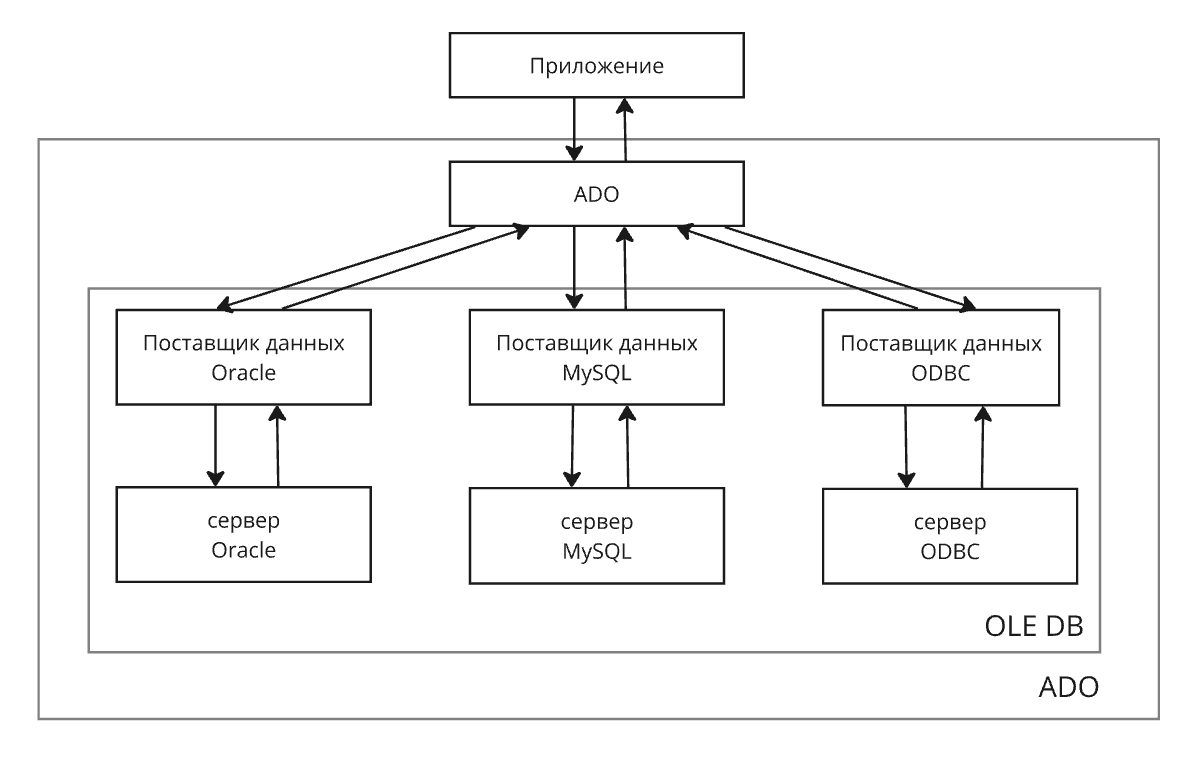 Приложение
ADO
Поставщик данных
Oracle
Поставщик данных
MySQL
Поставщик данных
ODBC
сервер
Oracle
сервер
MySQL
сервер
ODBC
OLE DB
ADO